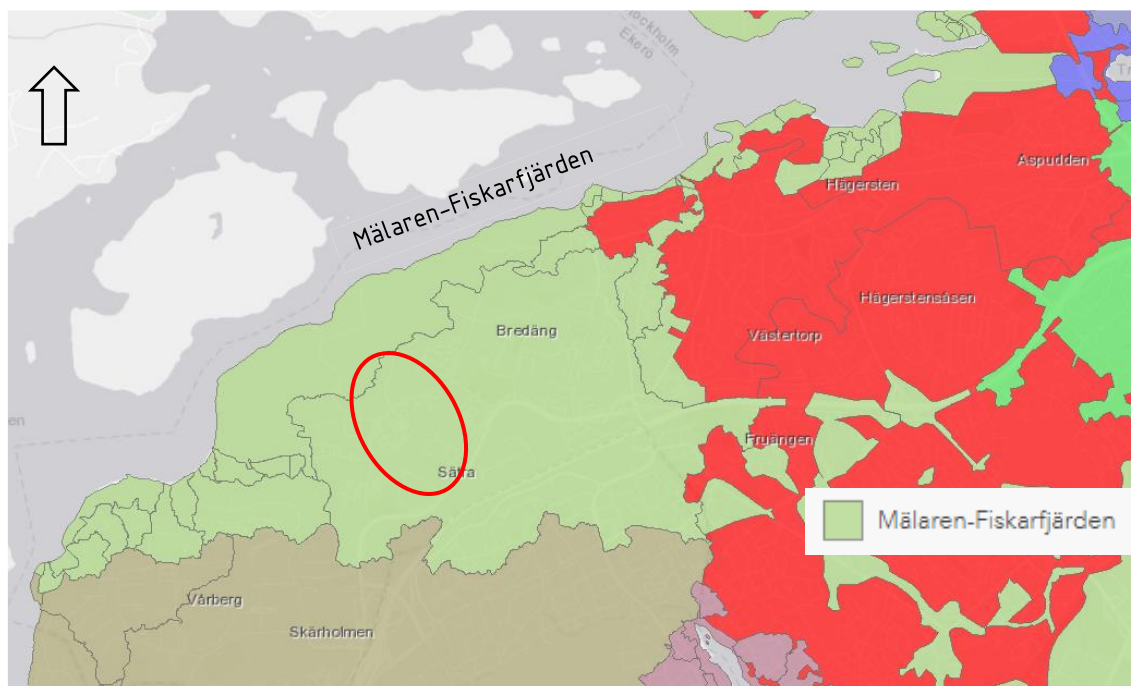 Stockholm
Ekerö
Mälaren-Fiskarfjärden
Aspudden
Hägersten
Hägerstensåsen
Bredäng
Västertorp
Fruängen
Sätra
Mälaren-Fiskarfjärden
Vårberg
Skärholmen